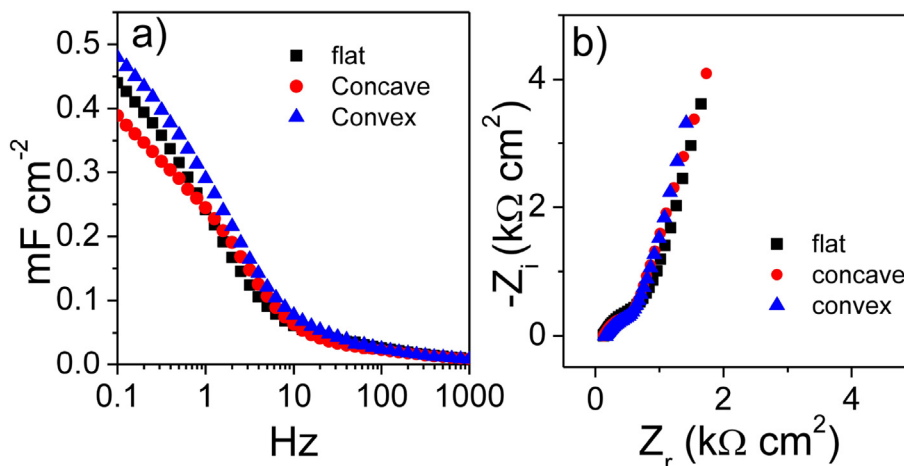 a)
flat
Concave
Convex
0.5
0.4
0.3
0.2
0.1
0.0
mF cm⁻²
0.1 1 10 100 1000
Hz
b)
4
2
0
-Zᵢ (kΩ cm²)
flat
concave
convex
0 2 4
Zᵣ (kΩ cm²)